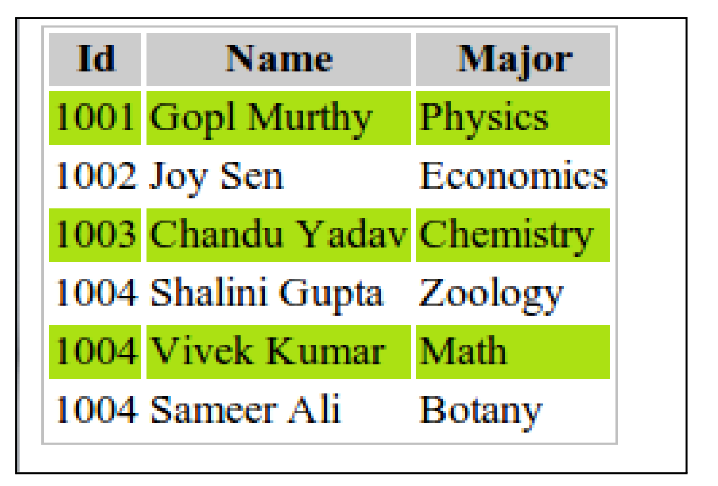 Id Name Major
1001 Gopl Murthy Physics
1002 Joy Sen Economics
1003 Chandu Yadav Chemistry
1004 Shalini Gupta Zoology
1004 Vivek Kumar Math
1004 Sameer Ali Botany